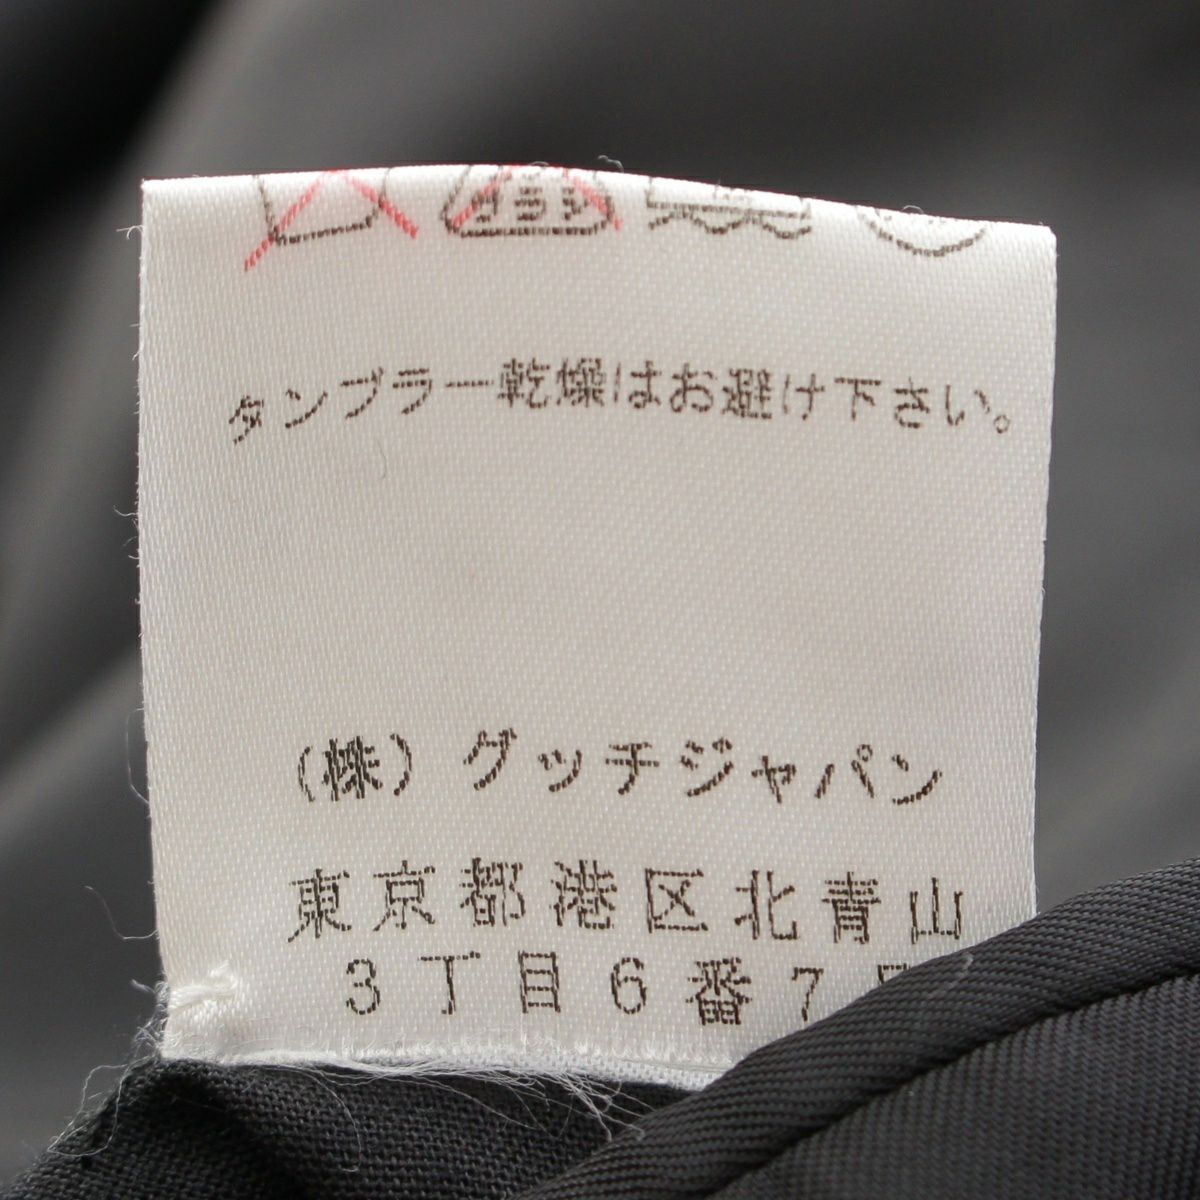 タンブラー乾燥はお避け下さい。
(株)グッチジャパン
東京都港区北青山
3丁目6番7